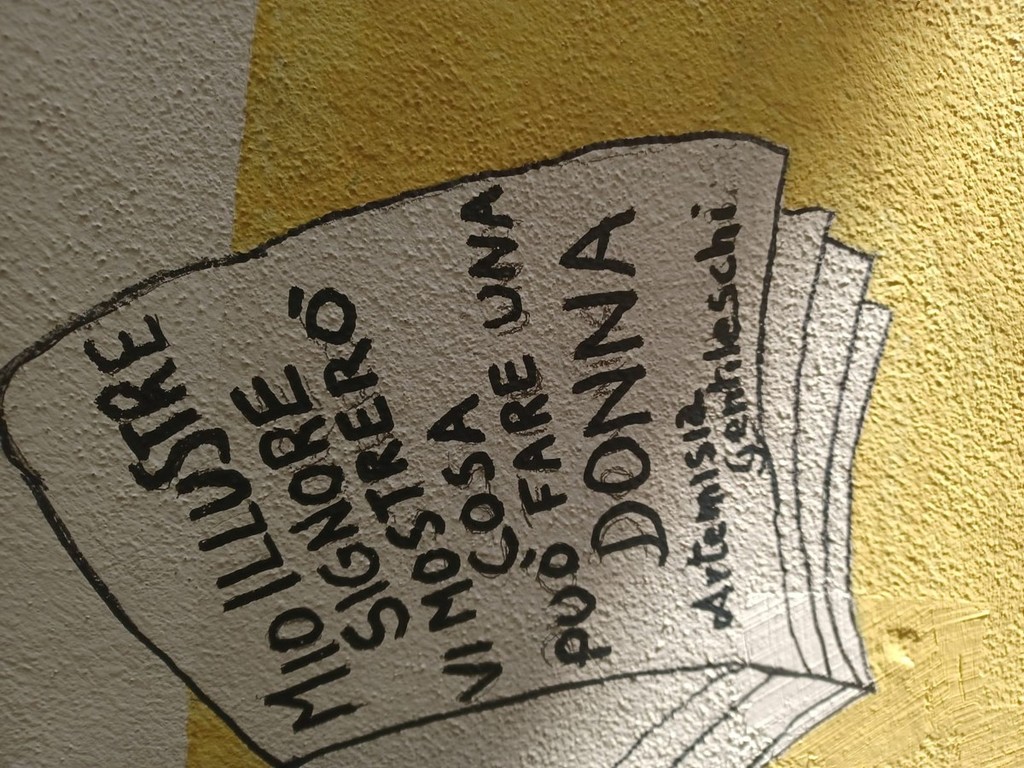 MIO ILLUSTRE
SIGNORE
VI MOSTRERÒ
COSA
PUÒ FARE UNA
DONNA
Artemisia
Gentileschi